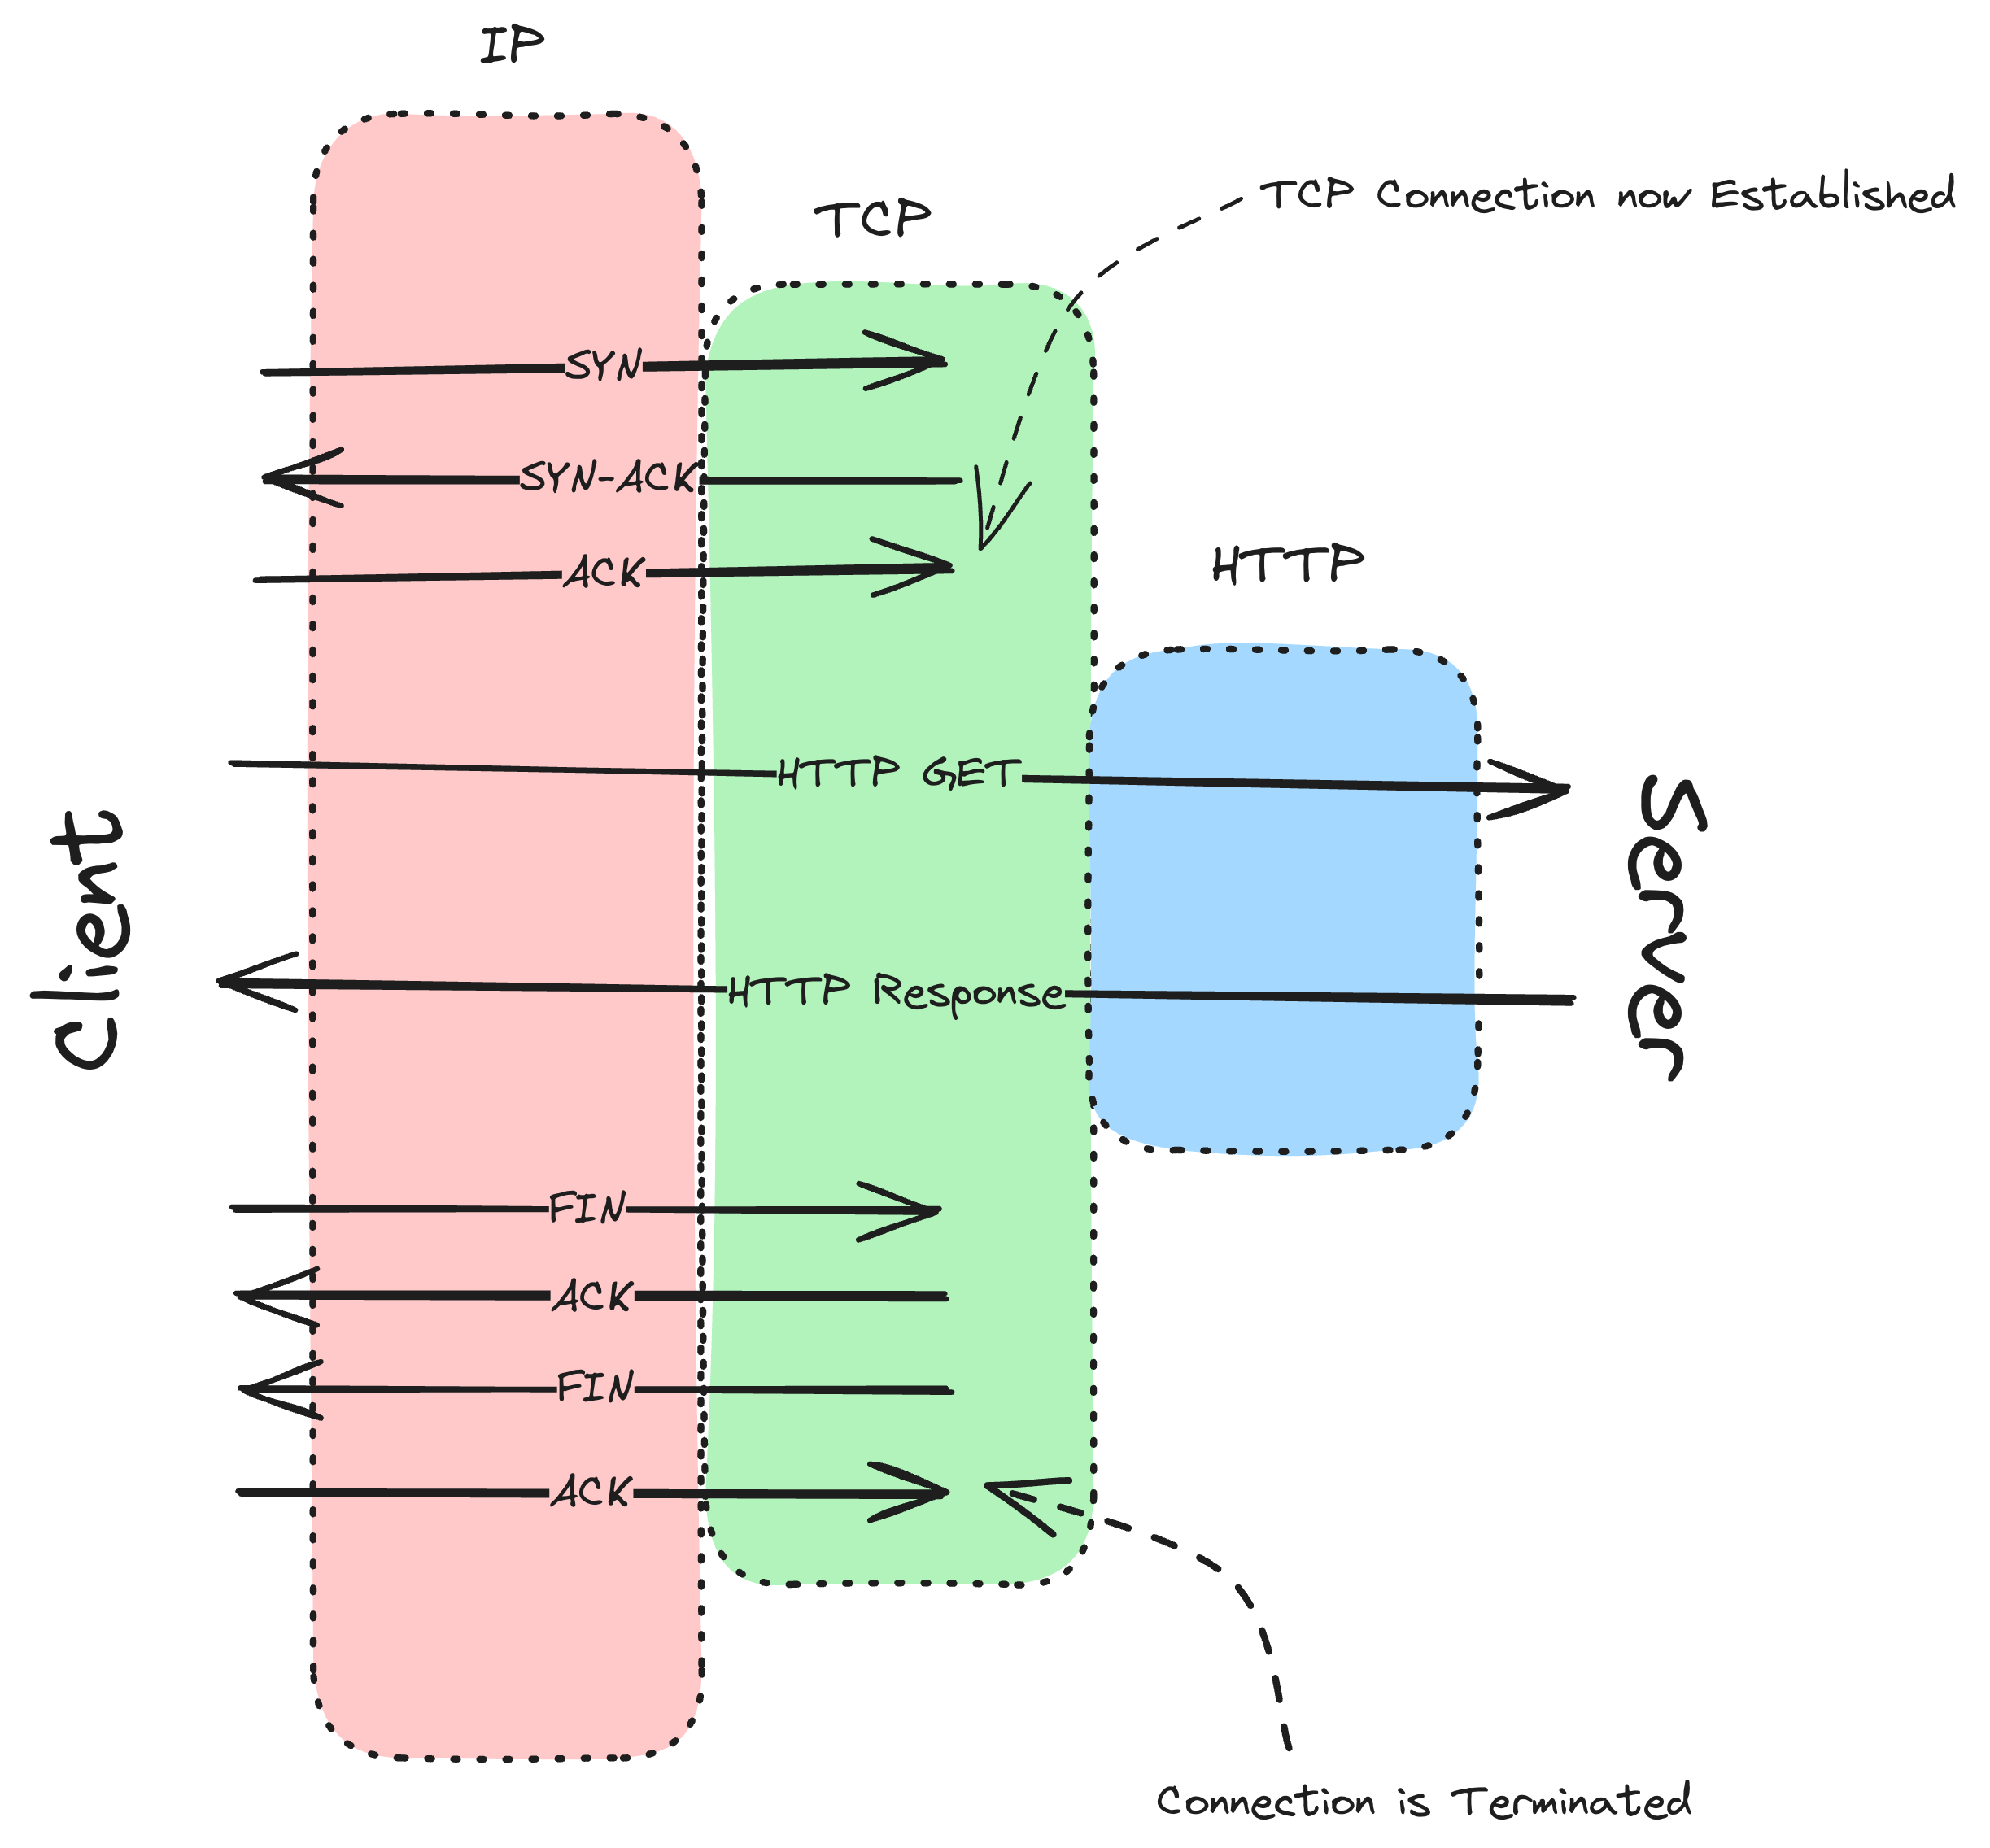 IP
TCP
TCP Connection now Established
SYN
SYN-ACK
ACK
HTTP
HTTP GET
Client
Server
HTTP Response
FIN
ACK
FIN
ACK
Connection is Terminated